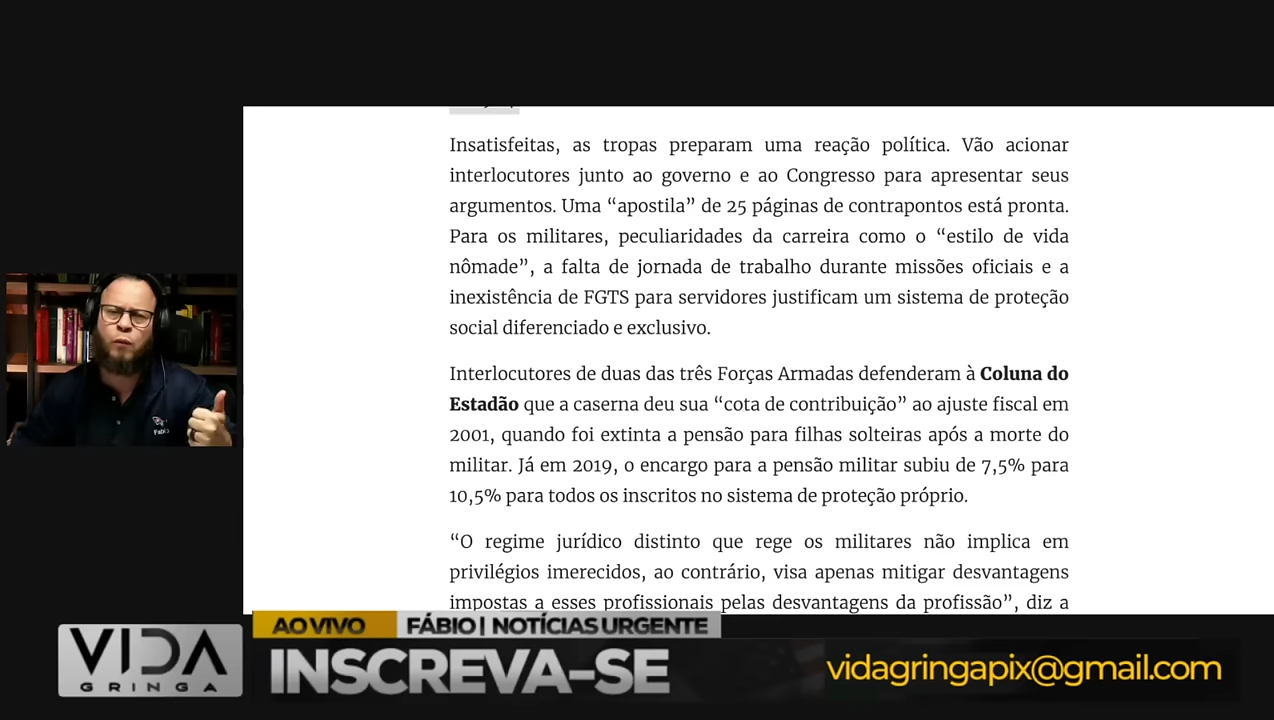 Insatisfeitas, as tropas preparam uma reação política. Vão acionar
interlocutores junto ao governo e ao Congresso para apresentar seus
argumentos. Uma “apostila” de 25 páginas de contrapontos está pronta.
Para os militares, peculiaridades da carreira como o “estilo de vida
nômade”, a falta de jornada de trabalho durante missões oficiais e a
inexistência de FGTS para servidores justificam um sistema de proteção
social diferenciado e exclusivo.
Interlocutores de duas das três Forças Armadas defenderam à Coluna do
Estadão que a caserna deu sua “cota de contribuição” ao ajuste fiscal em
2001, quando foi extinta a pensão para filhas solteiras após a morte do
militar. Já em 2019, o encargo para a pensão militar subiu de 7,5% para
10,5% para todos os inscritos no sistema de proteção próprio.
“O regime jurídico distinto que rege os militares não implica em
privilégios imerecidos, ao contrário, visa apenas mitigar desvantagens
impostas a esses profissionais pelas desvantagens da profissão”, diz a
AO VIVO FÁBIO | NOTÍCIAS URGENTE
VIDA
GRINGA
INSCREVA-SE
vidagringapix@gmail.com